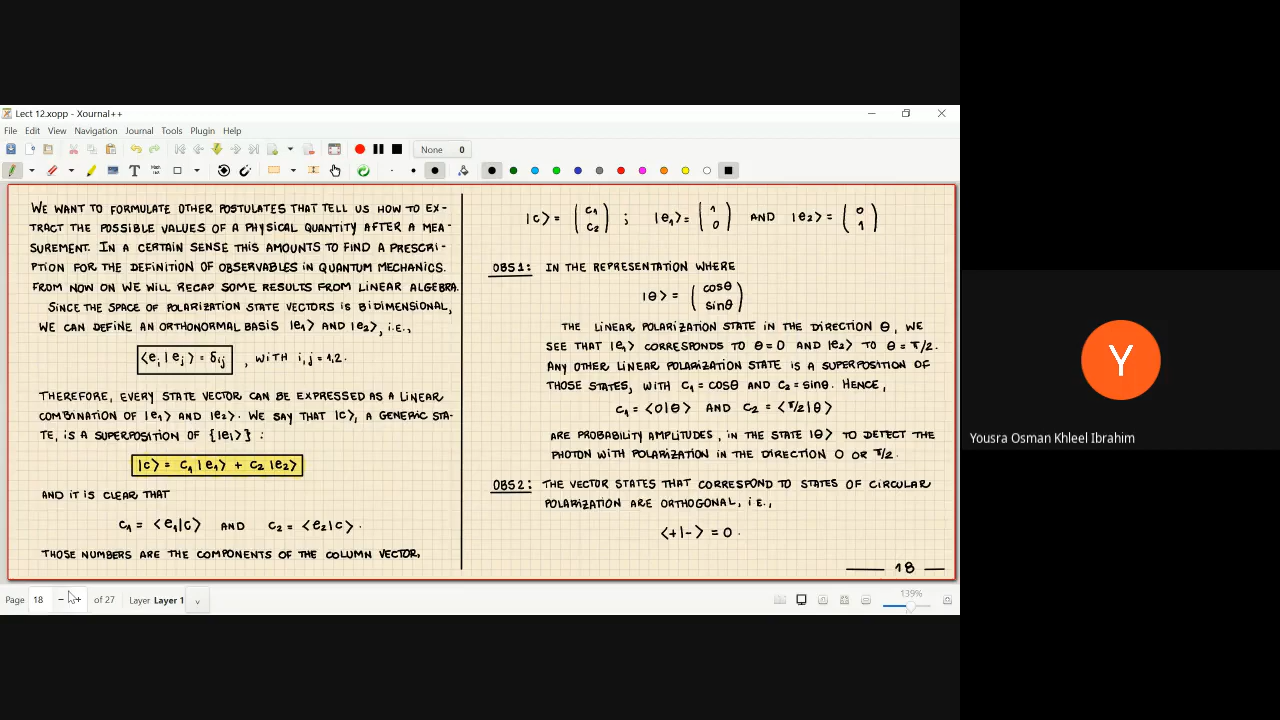 Lect 12.xopp - Xournal++
File Edit View Navigation Journal Tools Plugin Help
None 0
WE WANT TO FORMULATE OTHER POSTULATES THAT TELL US HOW TO EX-
TRACT THE POSSIBLE VALUES OF A PHYSICAL QUANTITY AFTER A MEA-
SUREMENT. IN A CERTAIN SENSE THIS AMOUNTS TO FIND A PRESCRI-
PTION FOR THE DEFINITION OF OBSERVABLES IN QUANTUM MECHANICS.
FROM NOW ON WE WILL RECAP SOME RESULTS FROM LINEAR ALGEBRA.
SINCE THE SPACE OF POLARIZATION STATE VECTORS IS BIDIMENSIONAL,
WE CAN DEFINE AN ORTHONORMAL BASIS |e1⟩ AND |e2⟩, i.e.,
⟨ei|ej⟩ = δij , WITH i,j = 1,2.
THEREFORE, EVERY STATE VECTOR CAN BE EXPRESSED AS A LINEAR
COMBINATION OF |e1⟩ AND |e2⟩. WE SAY THAT |c⟩, A GENERIC STA-
TE, IS A SUPERPOSITION OF {|ei⟩} :
|c⟩ = c1 |e1⟩ + c2 |e2⟩
AND IT IS CLEAR THAT
c1 = ⟨e1|c⟩ AND c2 = ⟨e2|c⟩.
THOSE NUMBERS ARE THE COMPONENTS OF THE COLUMN VECTOR,
|c⟩ = (c1 c2) ; |e1⟩ = (1 0) AND |e2⟩ = (0 1)
OBS1: IN THE REPRESENTATION WHERE
|θ⟩ = (cosθ sinθ)
THE LINEAR POLARIZATION STATE IN THE DIRECTION θ, WE
SEE THAT |e1⟩ CORRESPONDS TO θ=0 AND |e2⟩ TO θ = π/2.
ANY OTHER LINEAR POLARIZATION STATE IS A SUPERPOSITION OF
THOSE STATES, WITH c1 = cosθ AND c2 = sinθ. HENCE,
c1 = ⟨0|θ⟩ AND c2 = ⟨π/2|θ⟩
ARE PROBABILITY AMPLITUDES, IN THE STATE |θ⟩ TO DETECT THE
PHOTON WITH POLARIZATION IN THE DIRECTION 0 OR π/2.
OBS2: THE VECTOR STATES THAT CORRESPOND TO STATES OF CIRCULAR
POLARIZATION ARE ORTHOGONAL, i.e.,
⟨+|-⟩ = 0.
18
Page 18 − + of 27 Layer Layer 1 139%
Y
Yousra Osman Khleel Ibrahim